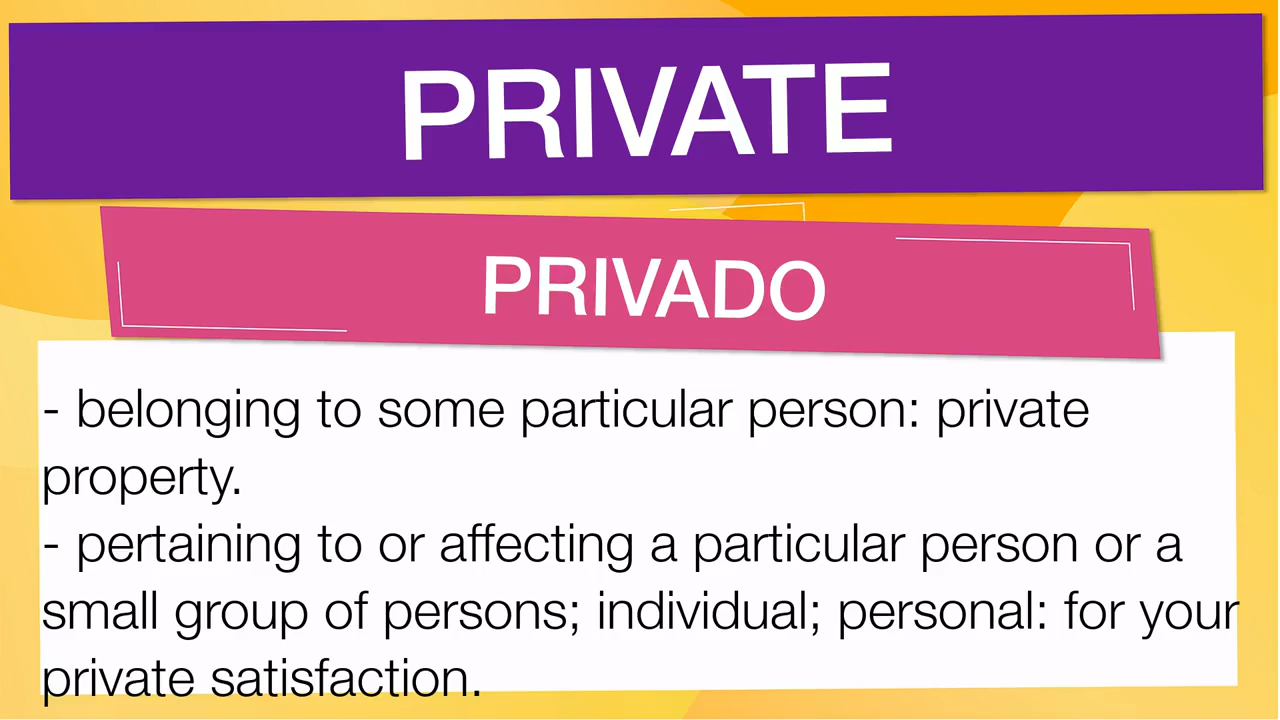 PRIVATE
PRIVADO
- belonging to some particular person: private
property.
- pertaining to or affecting a particular person or a
small group of persons; individual; personal: for your
private satisfaction.